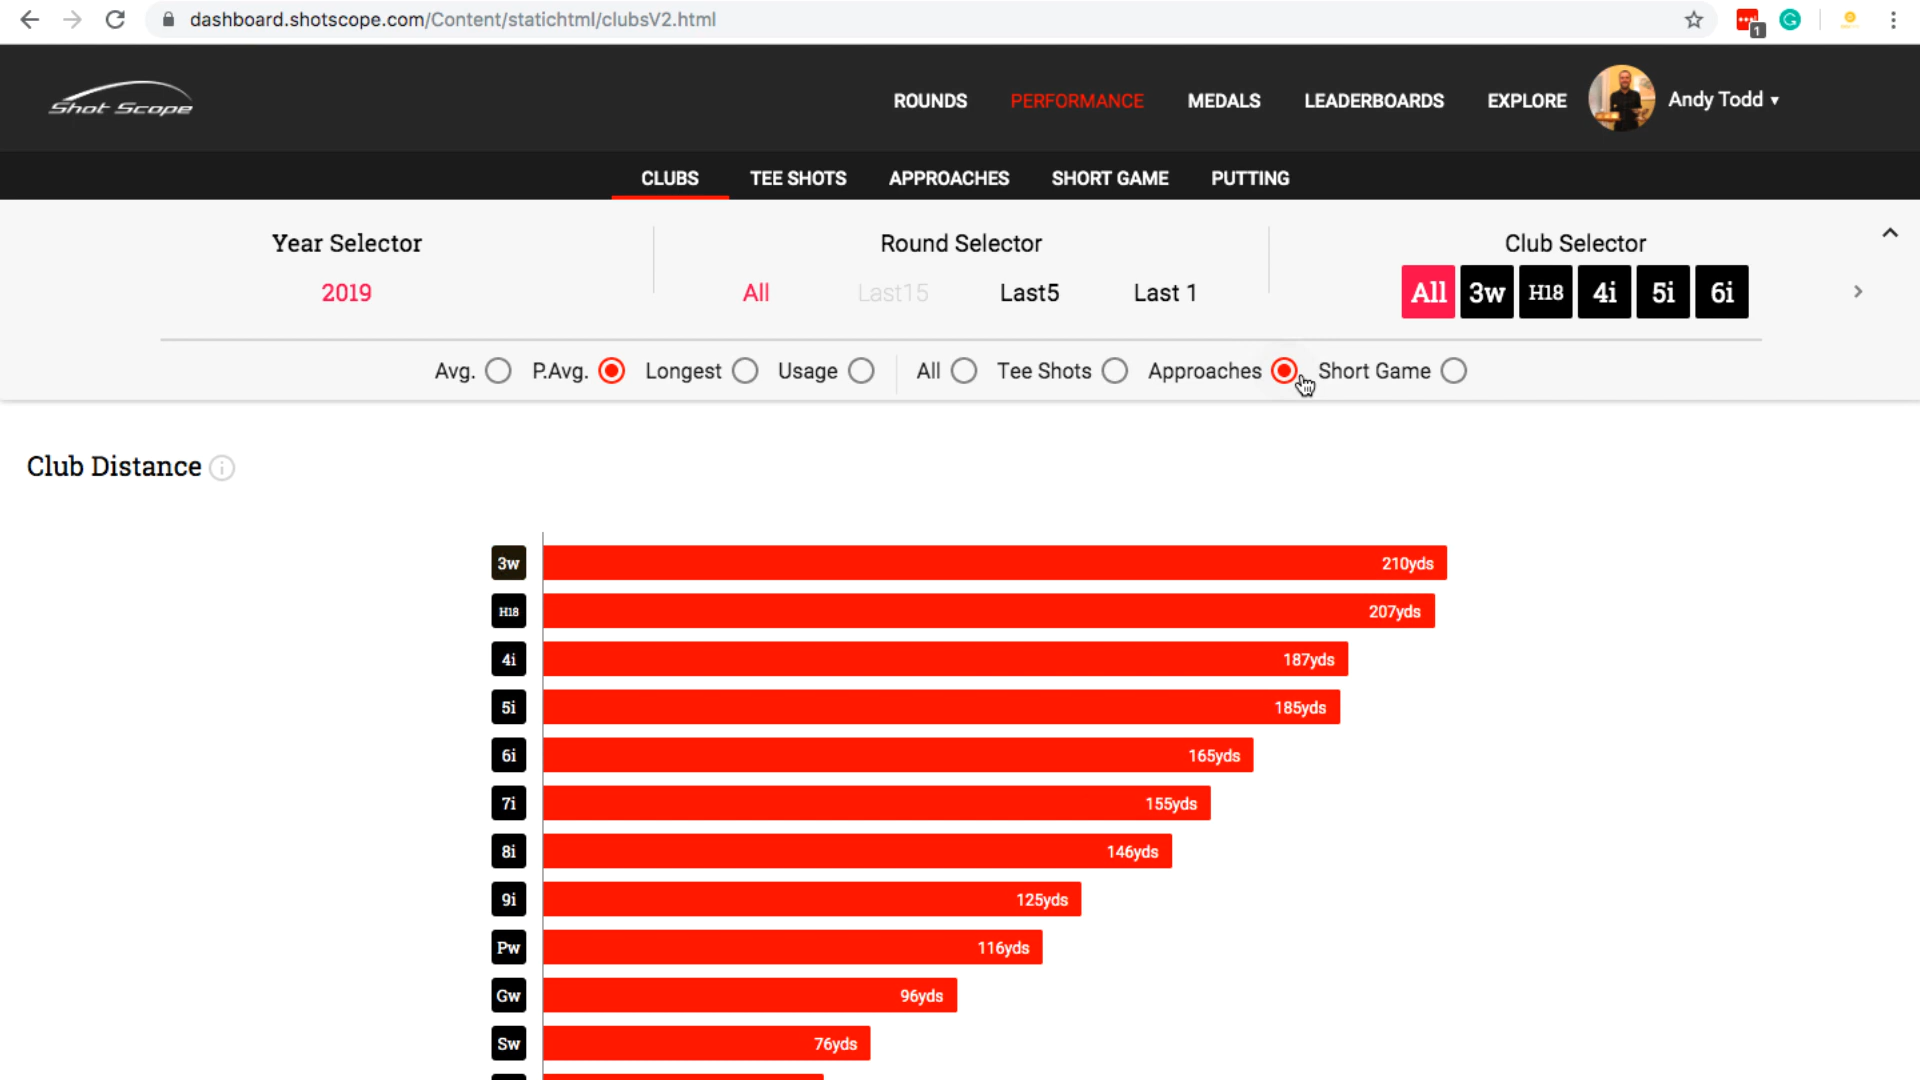 dashboard.shotscope.com/Content/statichtml/clubsV2.html
1
Shot Scope
ROUNDS PERFORMANCE MEDALS LEADERBOARDS EXPLORE Andy Todd
CLUBS TEE SHOTS APPROACHES SHORT GAME PUTTING
Year Selector Round Selector Club Selector
2019 All Last15 Last5 Last 1 All 3w H18 4i 5i 6i
Avg. P.Avg. Longest Usage All Tee Shots Approaches Short Game
Club Distance
3w 210yds
H18 207yds
4i 187yds
5i 185yds
6i 165yds
7i 155yds
8i 146yds
9i 125yds
Pw 116yds
Gw 96yds
Sw 76yds